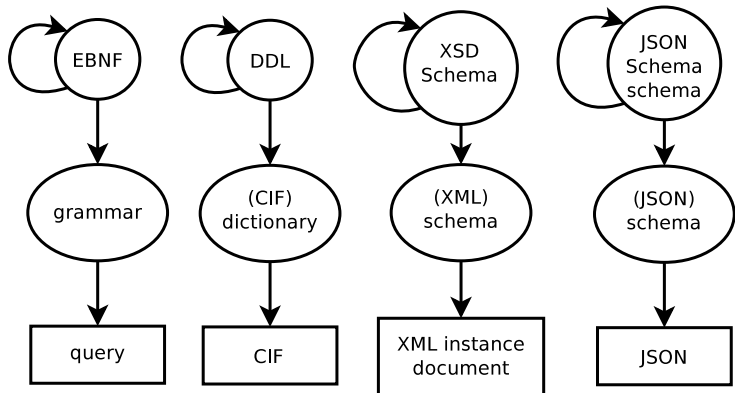 EBNF
DDL
XSD
Schema
JSON
Schema
schema
grammar
(CIF)
dictionary
(XML)
schema
(JSON)
schema
query
CIF
XML instance
document
JSON